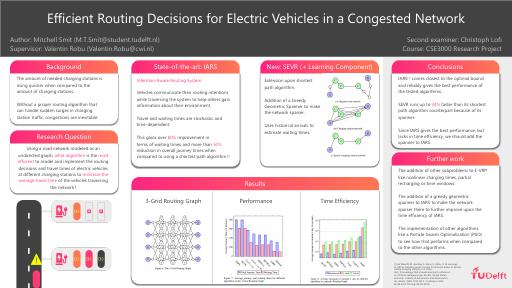 Efficient Routing Decisions for Electric Vehicles in a Congested Network
Author: Mitchell Smit (M.T.Smit@student.tudelft.nl)
Supervisor: Valentin Robu (Valentin.Robu@cwi.nl)
Second examiner: Christoph Lofi
Course: CSE3000 Research Project
Background
The amount of needed charging stations is
rising quicker when compared to the
amount of charging stations.
Without a proper routing algorithm that
can handle sudden surges in charging
station traffic, congestions are inevitable
Research Question
Using a road network modeled as an
undirected graph, what algorithm is the most
efficient to model and implement the routing
decisions and travel times of electric vehicles
at different charging stations to minimize the
average travel time of the vehicles traversing
the network?
State-of-the-art: IARS
Intention Aware Routing System
Vehicles communicate their routing intentions
while traversing the system to help others gain
information about their environment.
Travel and waiting times are stochastic and
time-dependent
This gains over 80% improvement in
terms of waiting times and more than 50%
reduction in overall journey times when
compared to using a shortest path algorithm.
New: SEVR (+ Learning Component)
Extension upon shortest
path algorithm.
Addition of a Greedy
Geometric Spanner to make
the network sparser.
Uses historical arrivals to
estimate waiting times
Results
3-Grid Routing Graph
Performance
Time Efficiency
Conclusions
IARS comes closest to the optimal bound
and reliably gives the best performance of
the tested algorithms.
SEVR runs up to faster than its shortest
path algorithm counterpart because of its
spanner.
Since IARS gives the best performance, but
lacks in time efficiency, we should add the
spanner to IARS.
Further work
The addition of other subproblems to E-VRP
like nonlinear charging times, partial
recharging or time windows
The addition of a greedy geometric
spanners to IARS to make the network
sparser there to further improve upon the
time efficiency of IARS.
The implementation of other algorithms
like a Particle Swarm Optimization (PSO)
to see how that performs when compared
to the other algorithms.
TUDelft